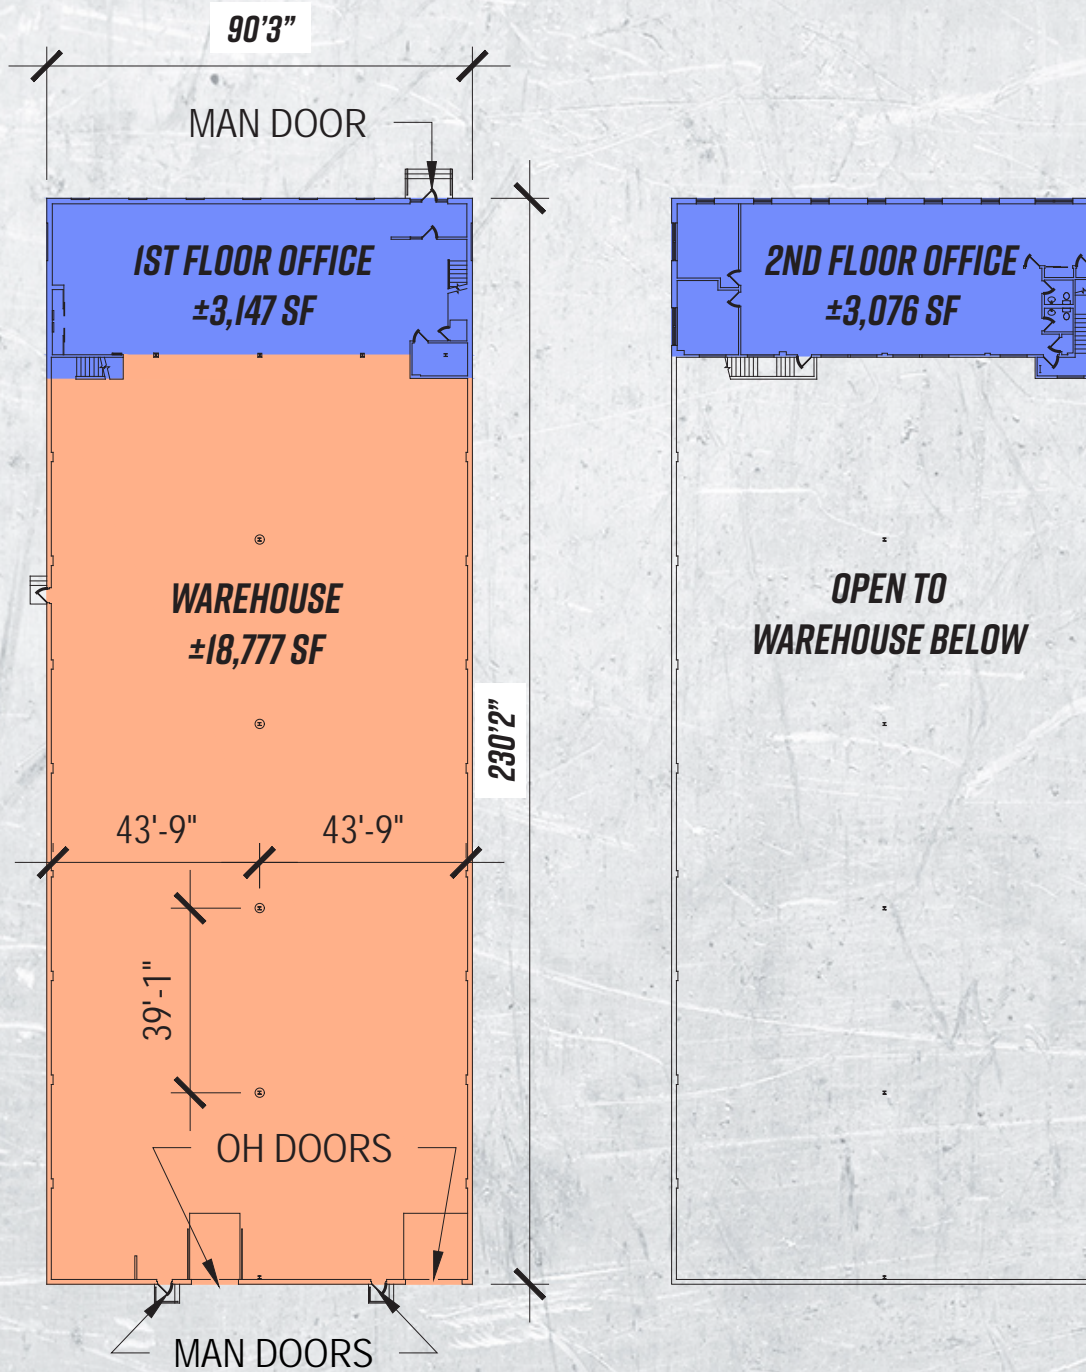 90'3”
MAN DOOR
1ST FLOOR OFFICE
±3,147 SF
2ND FLOOR OFFICE
±3,076 SF
WAREHOUSE
±18,777 SF
OPEN TO
WAREHOUSE BELOW
230'2”
43'-9"
43'-9"
39'-1"
OH DOORS
MAN DOORS